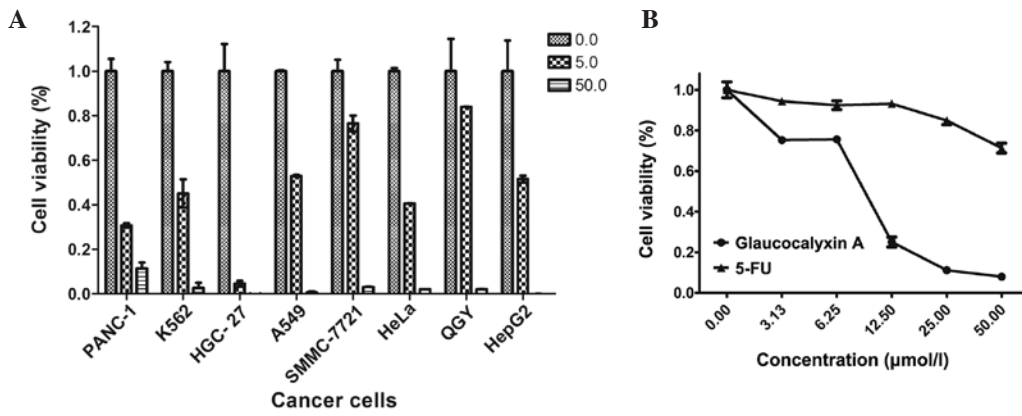 A
Cell viability (%)
1.2
1.0
0.8
0.6
0.4
0.2
0.0
0.0
5.0
50.0
PANC-1
K562
HGC- 27
A549
SMMC-7721
HeLa
QGY
HepG2
Cancer cells
B
Cell viability (%)
1.0
0.8
0.6
0.4
0.2
0.0
Glaucocalyxin A
5-FU
0.00
3.13
6.25
12.50
25.00
50.00
Concentration (µmol/l)